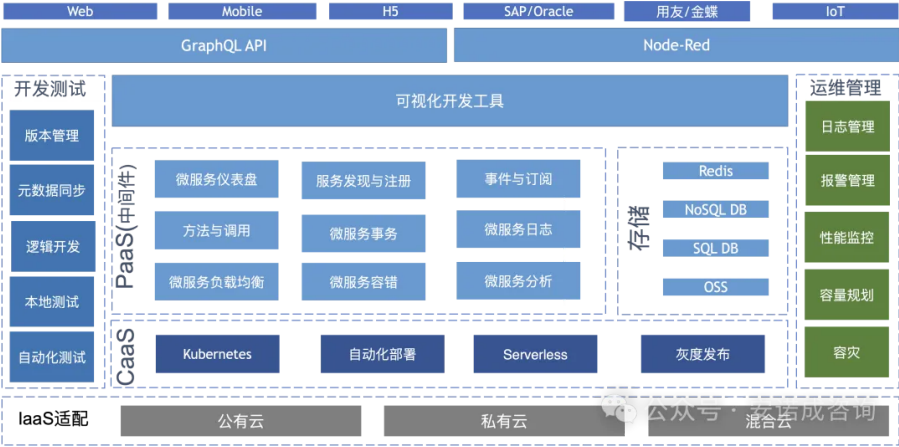 Web
Mobile
H5
SAP/Oracle
用友/金蝶
IoT
GraphQL API
Node-Red
开发测试
版本管理
元数据同步
逻辑开发
本地测试
自动化测试
可视化开发工具
PaaS(中间件)
微服务仪表盘
服务发现与注册
事件与订阅
方法与调用
微服务事务
微服务日志
微服务负载均衡
微服务容错
微服务分析
存储
Redis
NoSQL DB
SQL DB
OSS
CaaS
Kubernetes
自动化部署
Serverless
灰度发布
运维管理
日志管理
报警管理
性能监控
容量规划
容灾
IaaS适配
公有云
私有云
混合云
公众号·安诺成咨询